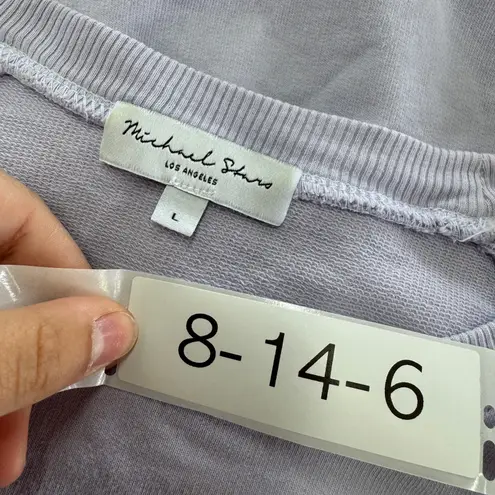 Michael Stars
LOS ANGELES
L
8-14-6